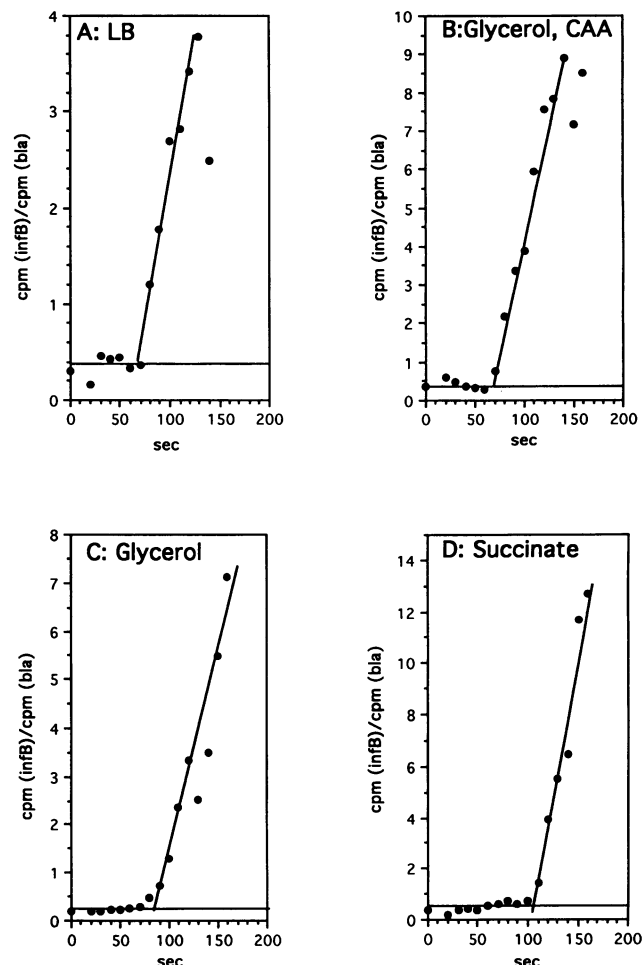 A: LB
cpm (infB)/cpm (bla)
4
3
2
1
0
0 50 100 150 200
sec
B:Glycerol, CAA
cpm (infB)/cpm (bla)
10
9
8
7
6
5
4
3
2
1
0
0 50 100 150 200
sec
C: Glycerol
cpm (infB)/cpm (bla)
8
7
6
5
4
3
2
1
0
0 50 100 150 200
sec
D: Succinate
cpm (infB)/cpm (bla)
14
12
10
8
6
4
2
0
0 50 100 150 200
sec